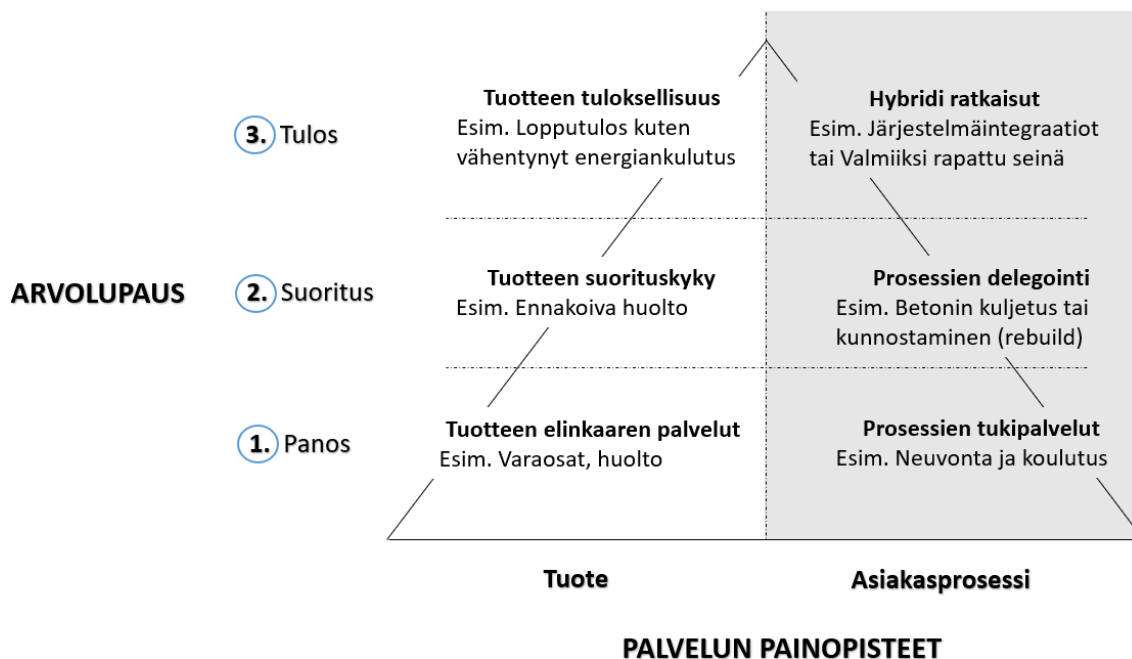 Tuotteen tuloksellisuus
Esim. Lopputulos kuten
vähentynyt energiankulutus
Hybridi ratkaisut
Esim. Järjestelmäintegraatiot
tai Valmiiksi rapattu seinä
3. Tulos
Tuotteen suorituskyky
Esim. Ennakoiva huolto
Prosessien delegointi
Esim. Betonin kuljetus tai
kunnostaminen (rebuild)
ARVOLUPAUS
2. Suoritus
1. Panos
Tuotteen elinkaaren palvelut
Esim. Varaosat, huolto
Prosessien tukipalvelut
Esim. Neuvonta ja koulutus
Tuote
Asiakasprosessi
PALVELUN PAINOPISTEET